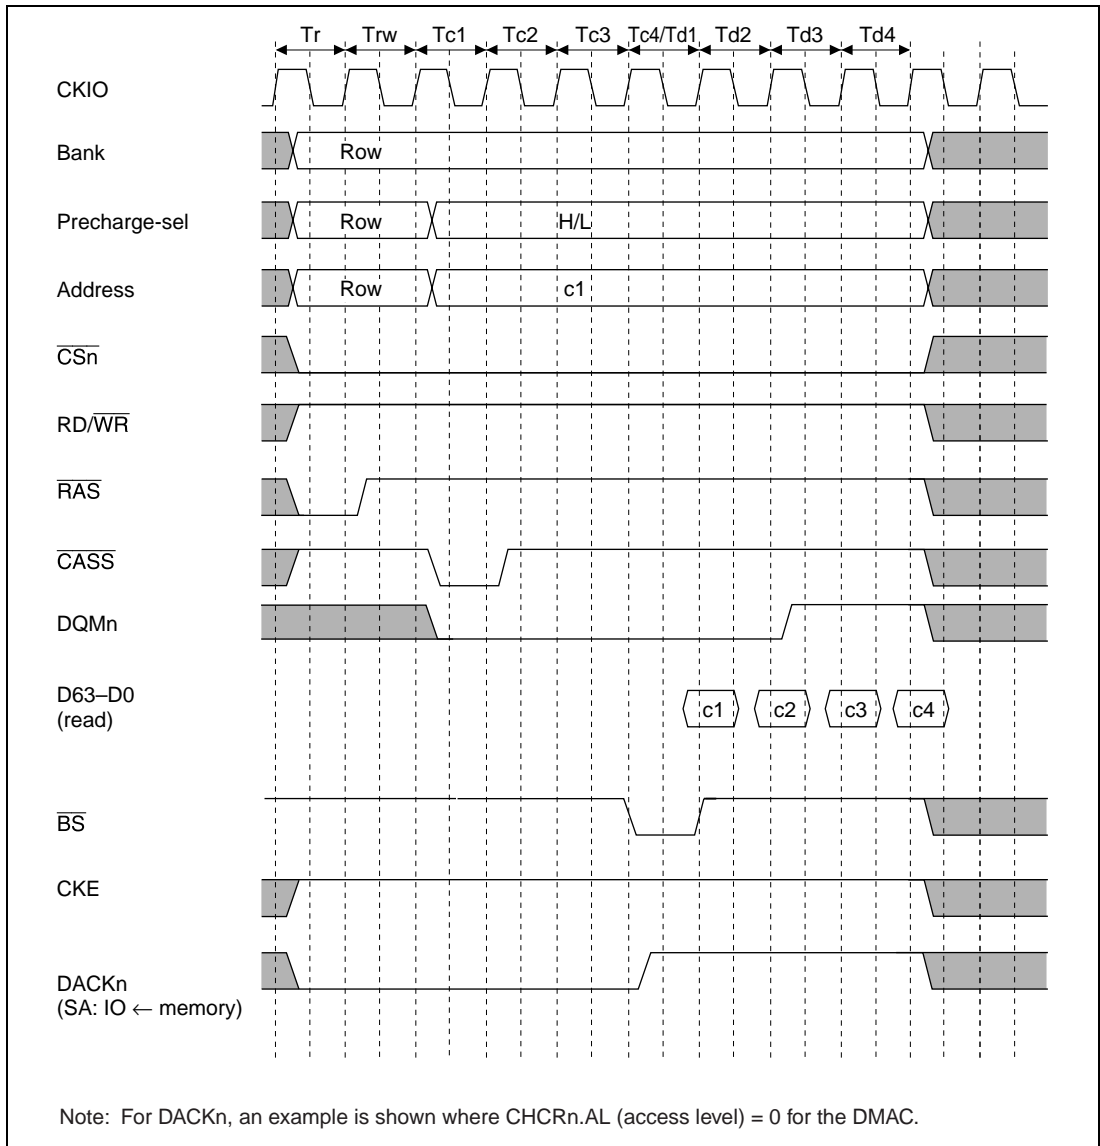 Tr Trw Tc1 Tc2 Tc3 Tc4/Td1 Td2 Td3 Td4
CKIO
Bank Row
Precharge-sel Row H/L
Address Row c1
CSn
RD/WR
RAS
CASS
DQMn
D63–D0
(read)
c1 c2 c3 c4
BS
CKE
DACKn
(SA: IO ← memory)
Note: For DACKn, an example is shown where CHCRn.AL (access level) = 0 for the DMAC.